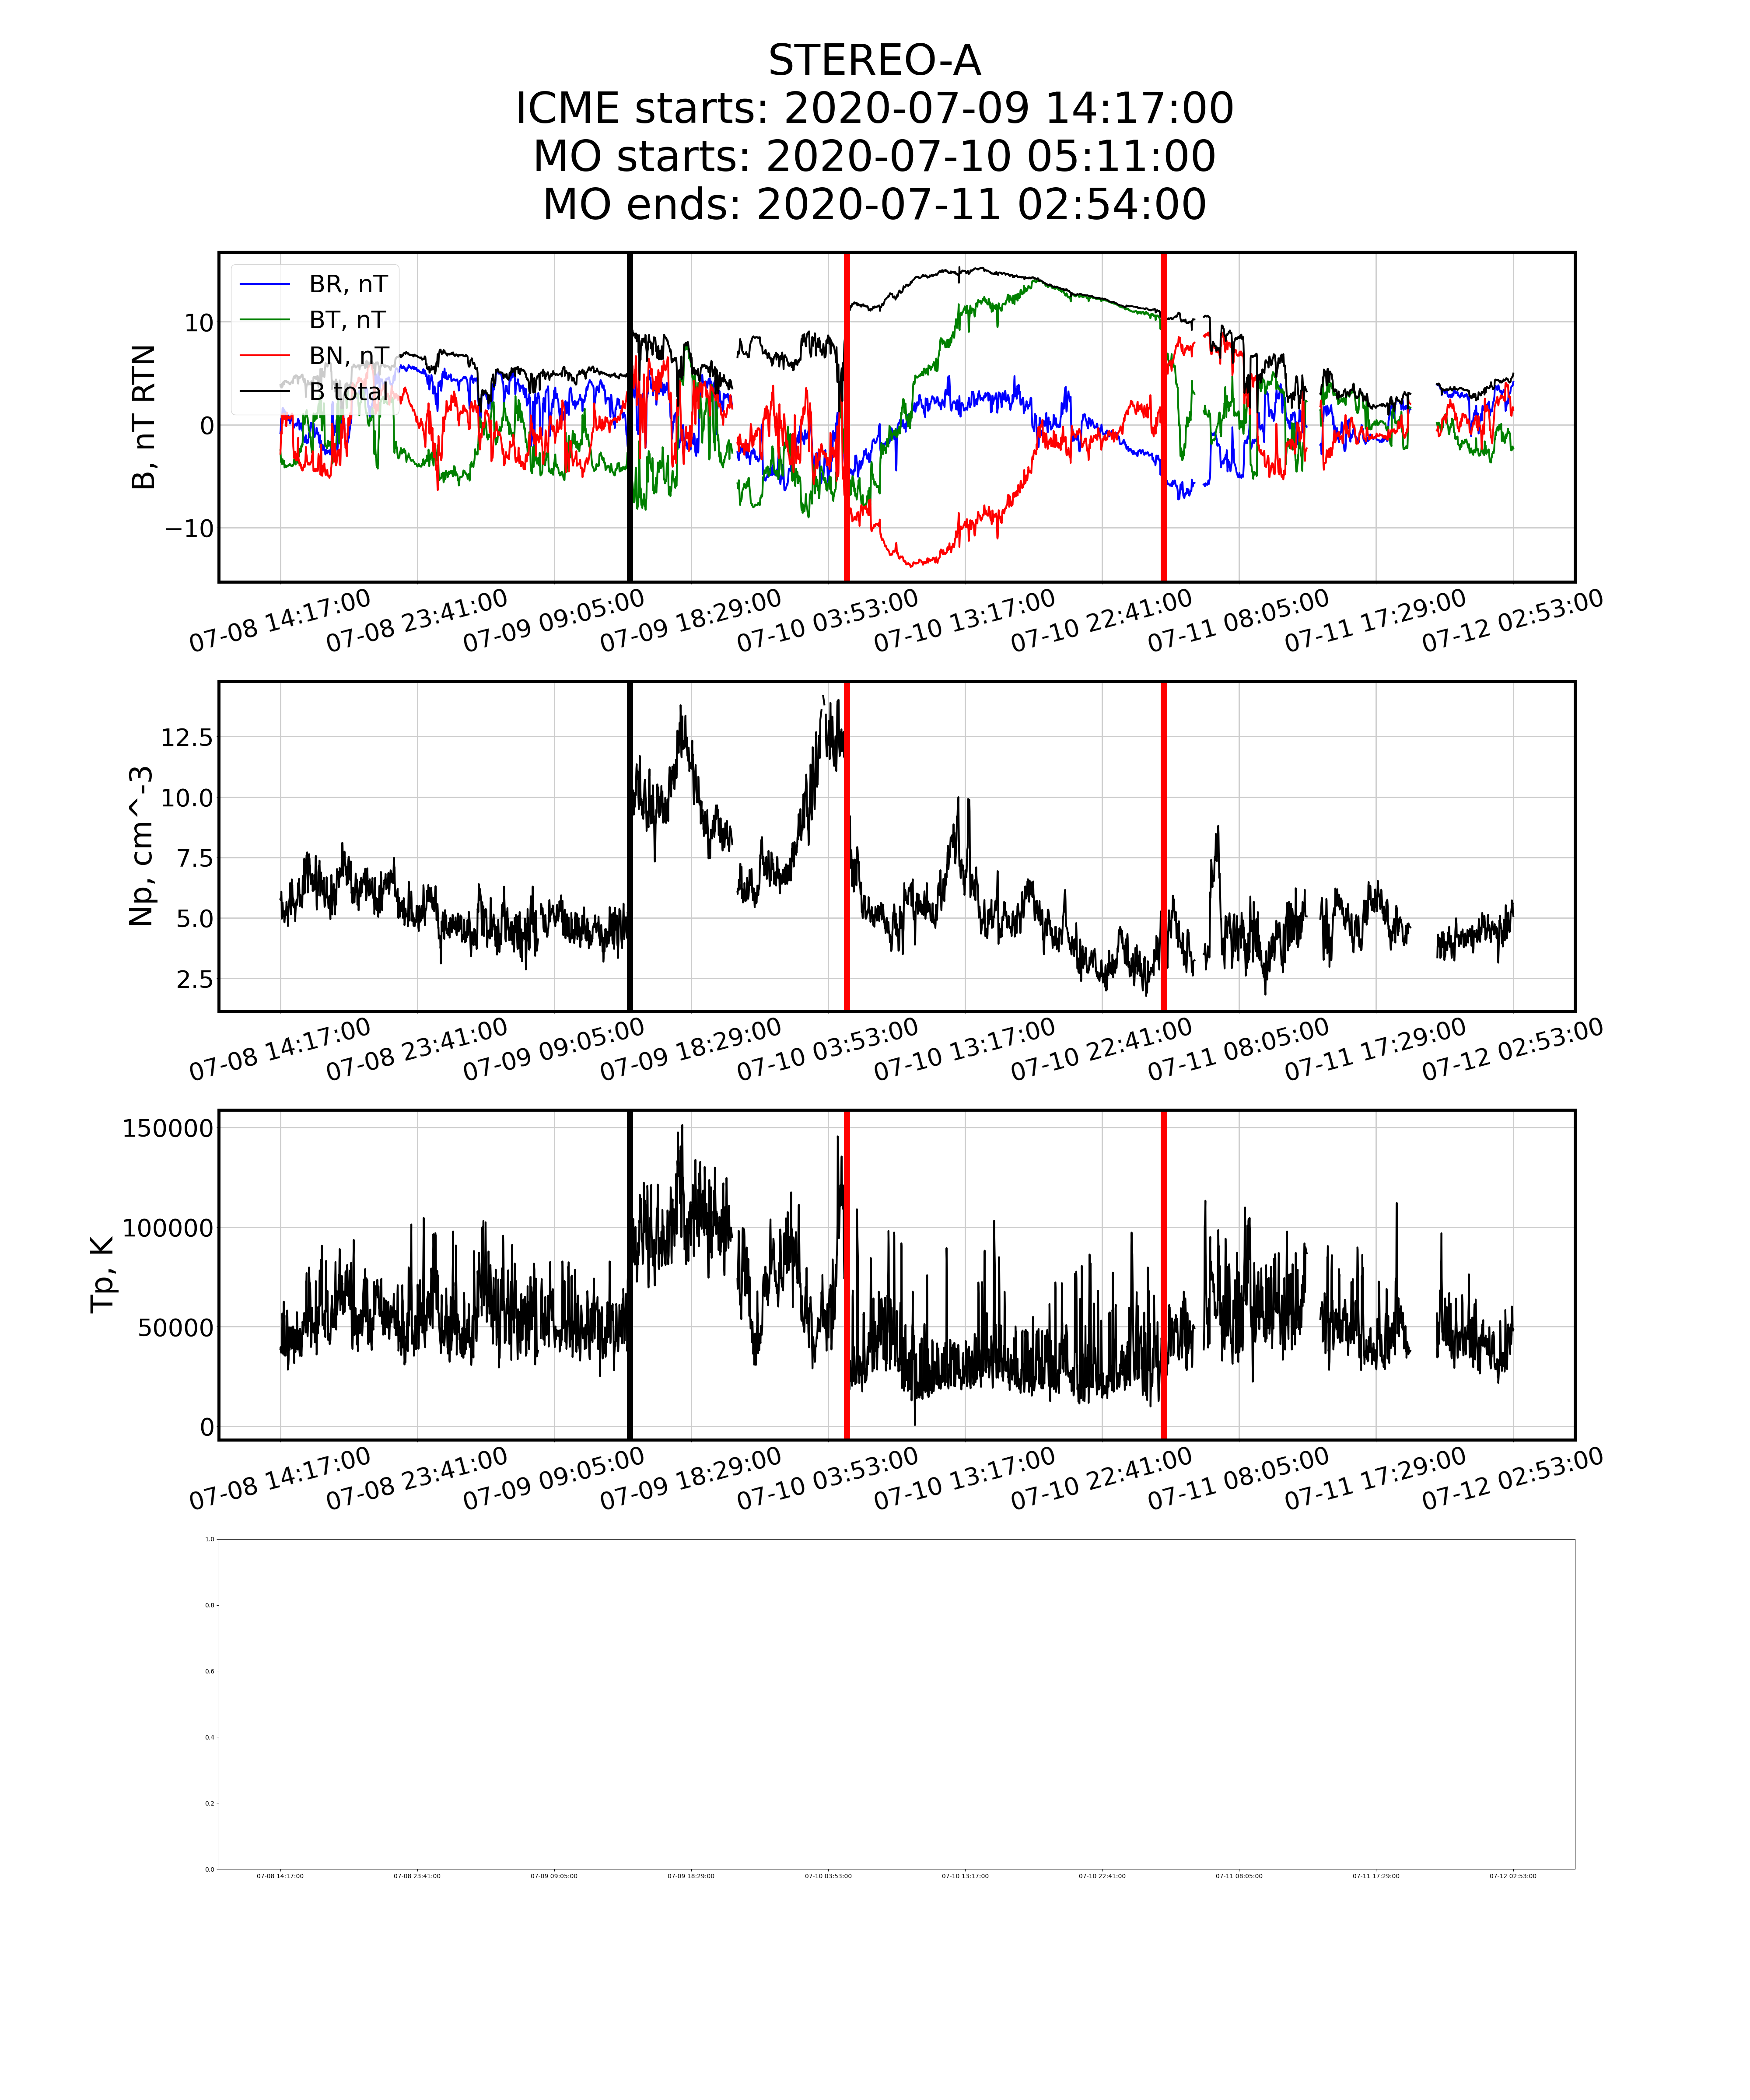 STEREO-A
ICME starts: 2020-07-09 14:17:00
MO starts: 2020-07-10 05:11:00
MO ends: 2020-07-11 02:54:00
BR, nT
BT, nT
BN, nT
B total
B, nT RTN
10
0
−10
07-08 14:17:00 07-08 23:41:00 07-09 09:05:00 07-09 18:29:00 07-10 03:53:00 07-10 13:17:00 07-10 22:41:00 07-11 08:05:00 07-11 17:29:00 07-12 02:53:00
Np, cm^-3
12.5
10.0
7.5
5.0
2.5
07-08 14:17:00 07-08 23:41:00 07-09 09:05:00 07-09 18:29:00 07-10 03:53:00 07-10 13:17:00 07-10 22:41:00 07-11 08:05:00 07-11 17:29:00 07-12 02:53:00
Tp, K
150000
100000
50000
0
07-08 14:17:00 07-08 23:41:00 07-09 09:05:00 07-09 18:29:00 07-10 03:53:00 07-10 13:17:00 07-10 22:41:00 07-11 08:05:00 07-11 17:29:00 07-12 02:53:00
1.0
0.8
0.6
0.4
0.2
0.0
07-08 14:17:00 07-08 23:41:00 07-09 09:05:00 07-09 18:29:00 07-10 03:53:00 07-10 13:17:00 07-10 22:41:00 07-11 08:05:00 07-11 17:29:00 07-12 02:53:00